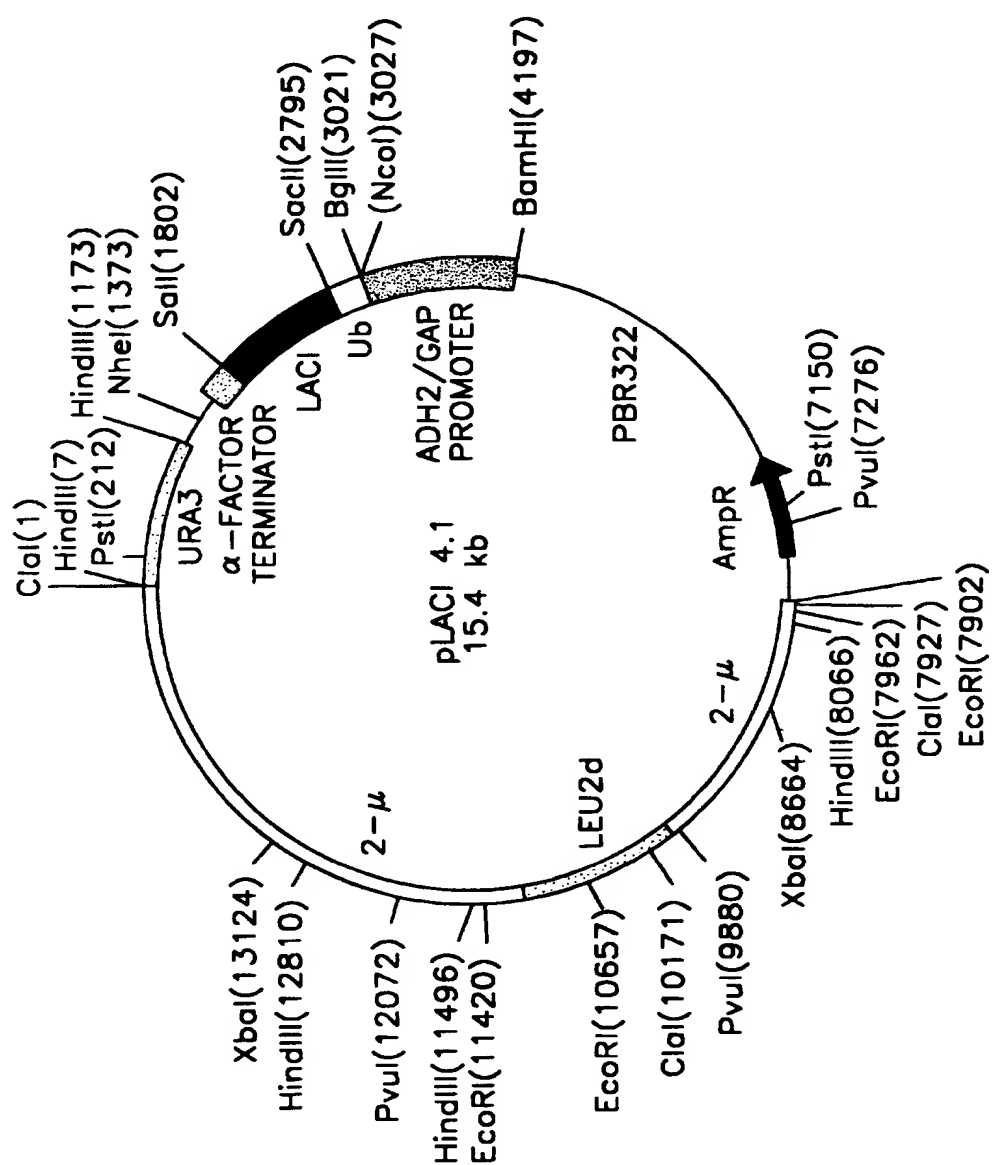 ClaI(1)
HindIII(7)
PstI(212)
HindIII(1173)
NheI(1373)
SalI(1802)
SacII(2795)
BglII(3021)
(NcoI)(3027)
BamHI(4197)
PstI(7150)
PvuI(7276)
EcoRI(7902)
ClaI(7927)
EcoRI(7962)
HindIII(8066)
XbaI(8664)
PvuI(9880)
ClaI(10171)
EcoRI(10657)
EcoRI(11420)
HindIII(11496)
PvuI(12072)
HindIII(12810)
XbaI(13124)
URA3
α-FACTOR
TERMINATOR
LACI
Ub
ADH2/GAP
PROMOTER
PBR322
AmpR
2-μ
LEU2d
2-μ
pLACI 4.1
15.4 kb